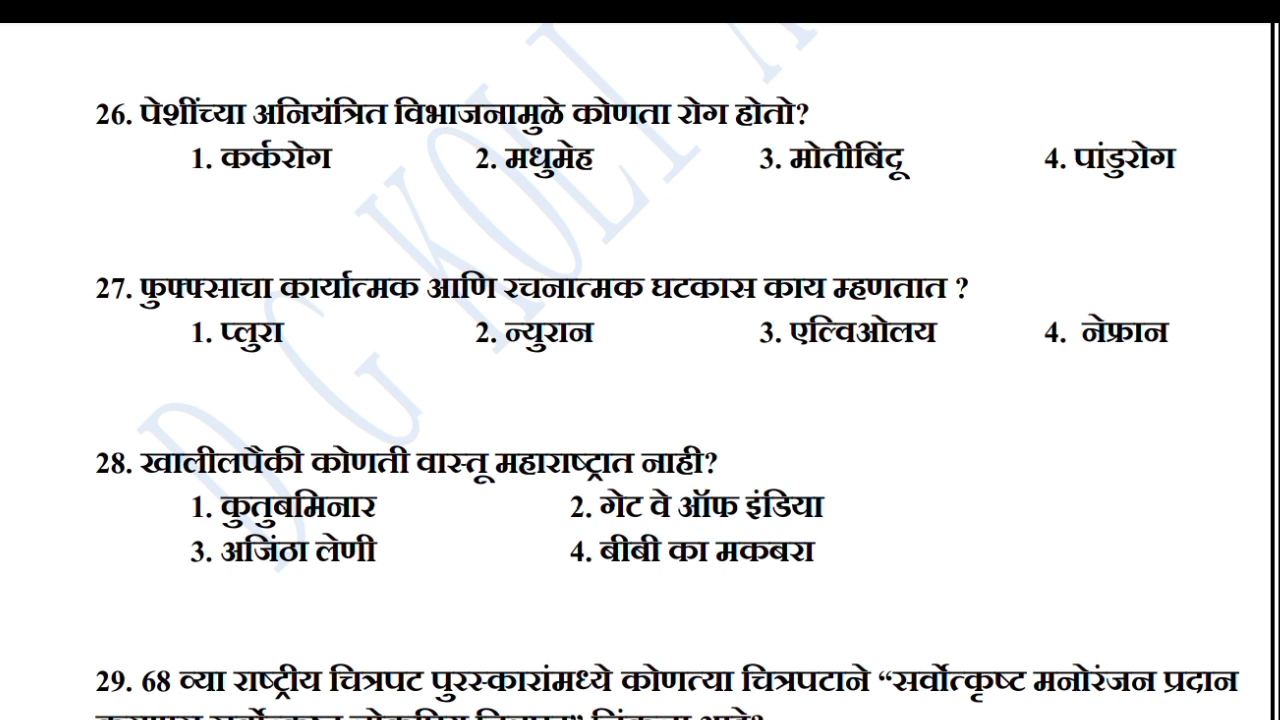 26. पेशींच्या अनियंत्रित विभाजनामुळे कोणता रोग होतो?
1. कर्करोग 2. मधुमेह 3. मोतीबिंदू 4. पांडुरोग
27. फुफ्फ्साचा कार्यात्मक आणि रचनात्मक घटकास काय म्हणतात ?
1. प्लुरा 2. न्युरान 3. एल्विओलय 4. नेफ्रान
28. खालीलपैकी कोणती वास्तू महाराष्ट्रात नाही?
1. कुतुबमिनार 2. गेट वे ऑफ इंडिया
3. अजिंठा लेणी 4. बीबी का मकबरा
29. 68 व्या राष्ट्रीय चित्रपट पुरस्कारांमध्ये कोणत्या चित्रपटाने “सर्वोत्कृष्ट मनोरंजन प्रदान
D G KOLI